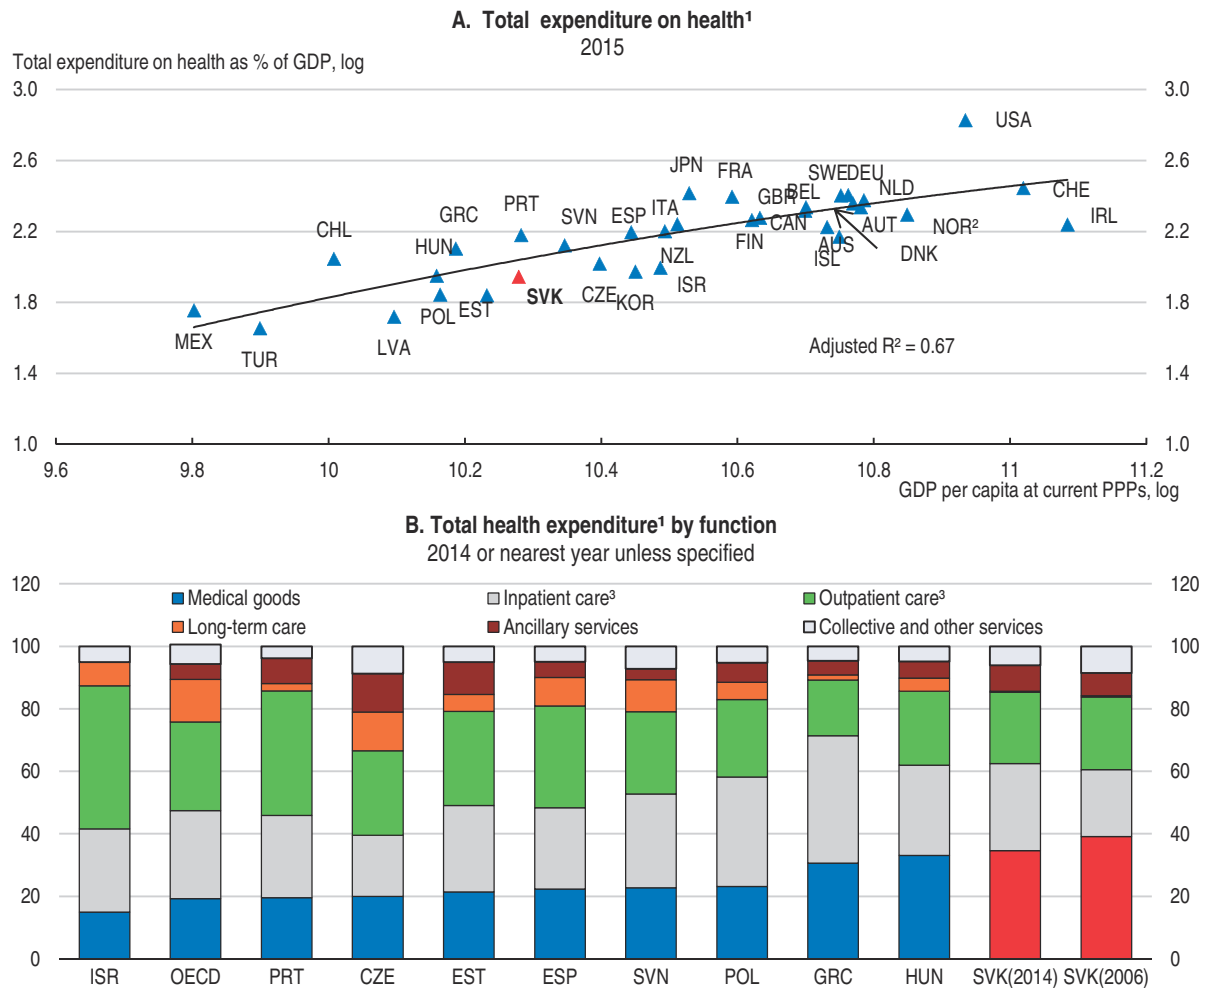 A. Total expenditure on health¹
2015
Total expenditure on health as % of GDP, log
3.0 3.0
USA
2.6 2.6
JPN FRA SWE DEU
GBR BEL NLD CHE
PRT ITA
GRC SVN ESP CAN IRL
CHL AUT NOR²
2.2 2.2
HUN FIN AUS DNK
NZL ISL
ISR
SVK CZE KOR
1.8 1.8
POL EST
MEX LVA Adjusted R² = 0.67
TUR
1.4 1.4
1.0 1.0
9.6 9.8 10 10.2 10.4 10.6 10.8 11 11.2
GDP per capita at current PPPs, log
B. Total health expenditure¹ by function
2014 or nearest year unless specified
120 120
Medical goods Inpatient care³ Outpatient care³
Long-term care Ancillary services Collective and other services
100 100
80 80
60 60
40 40
20 20
0 0
ISR OECD PRT CZE EST ESP SVN POL GRC HUN SVK(2014) SVK(2006)